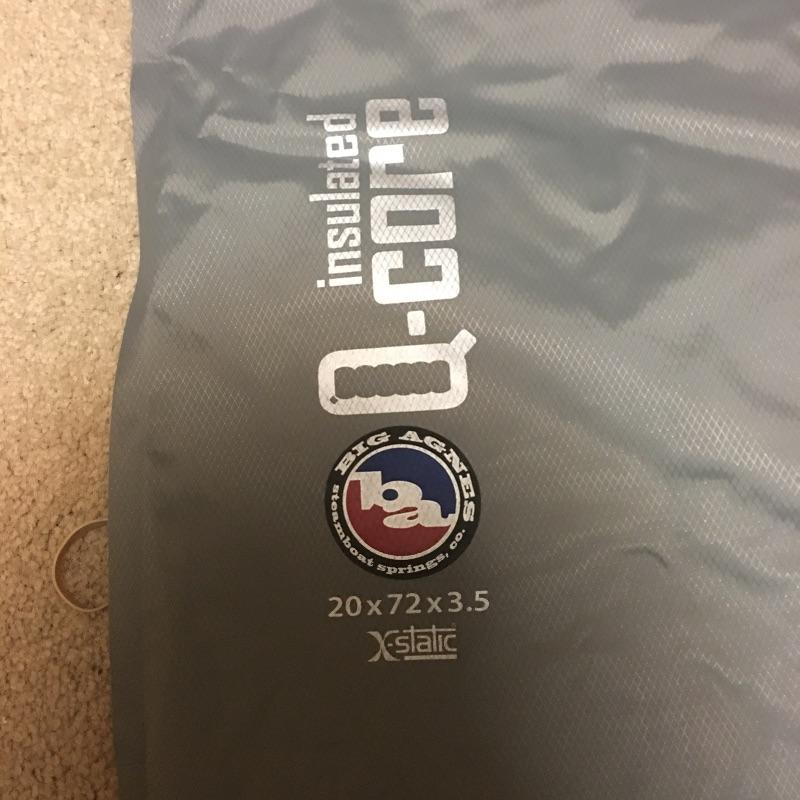 insulated
Q-core
BIG AGNES
ba
steamboat springs, co.
20x72x3.5
X-static